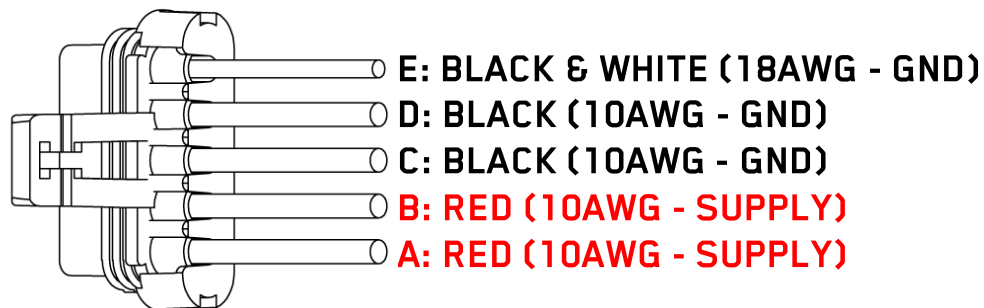 E: BLACK & WHITE (18AWG - GND)
D: BLACK (10AWG - GND)
C: BLACK (10AWG - GND)
B: RED (10AWG - SUPPLY)
A: RED (10AWG - SUPPLY)